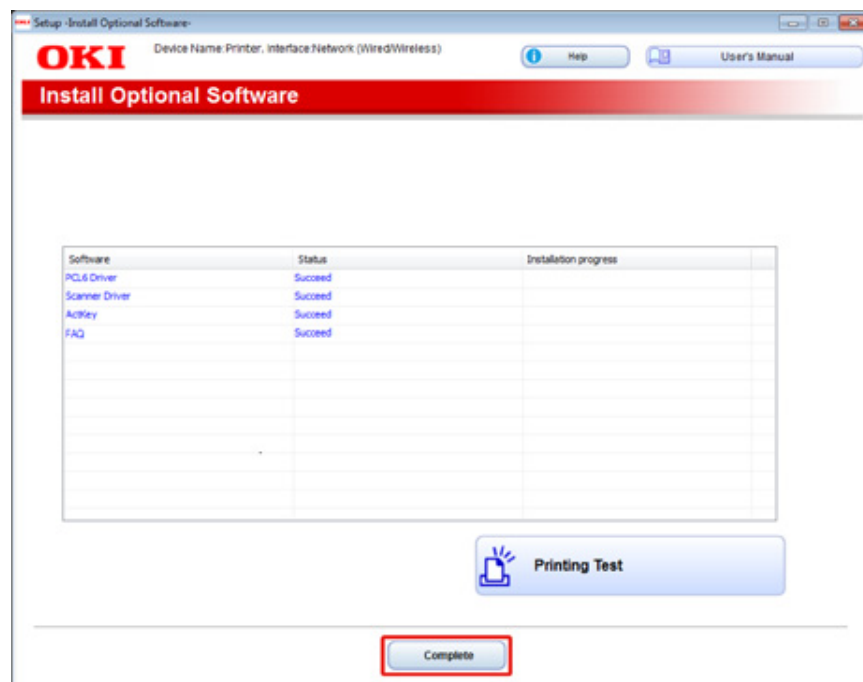 Setup -Install Optional Software-
OKI Device Name:Printer, Interface:Network (Wired/Wireless) Help User's Manual
Install Optional Software
Software Status Installation progress
PCL6 Driver Succeed
Scanner Driver Succeed
ActKey Succeed
FAQ Succeed
Printing Test
Complete